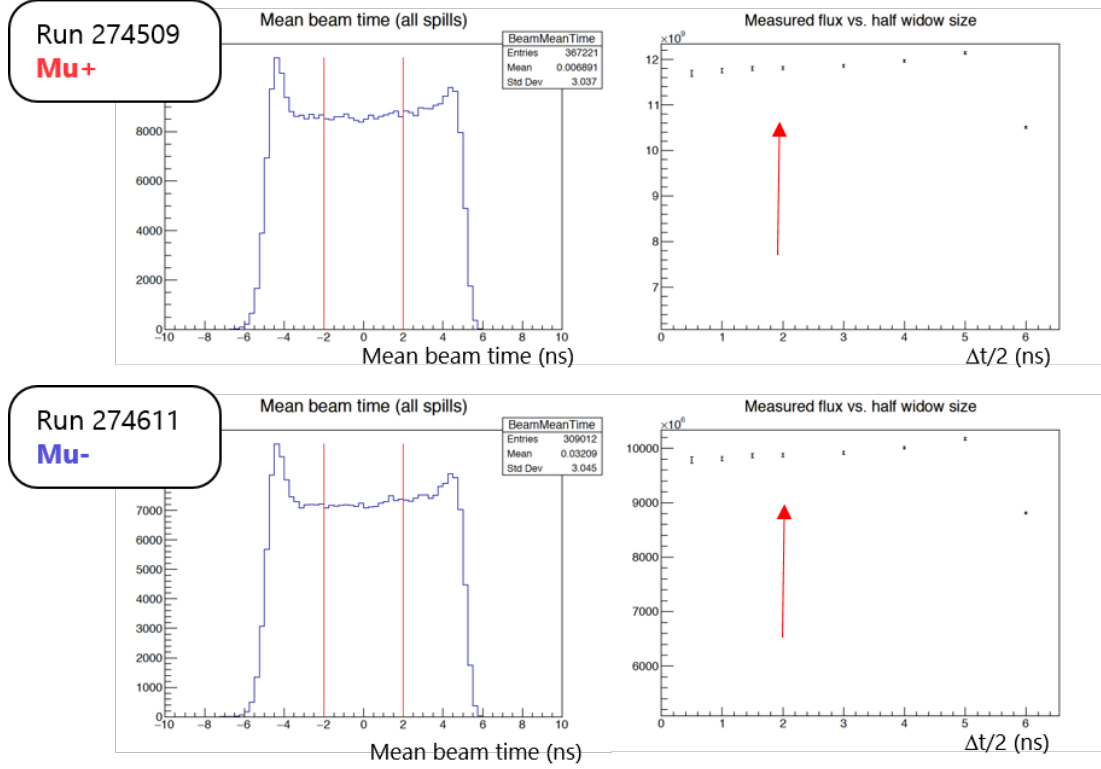 Run 274509
Mu+
Mean beam time (all spills)
BeamMeanTime
Entries 367221
Mean 0.006891
Std Dev 3.037
8000
6000
4000
2000
0
−10 −8 −6 −4 −2 0 2 4 6 8 10
Mean beam time (ns)
Measured flux vs. half widow size
×10⁹
12
11
10
9
8
7
0 1 2 3 4 5 6
Δt/2 (ns)
Run 274611
Mu-
Mean beam time (all spills)
BeamMeanTime
Entries 309012
Mean 0.03209
Std Dev 3.045
7000
6000
5000
4000
3000
2000
1000
0
−10 −8 −6 −4 −2 0 2 4 6 8 10
Mean beam time (ns)
Measured flux vs. half widow size
×10⁶
10000
9000
8000
7000
6000
0 1 2 3 4 5 6
Δt/2 (ns)